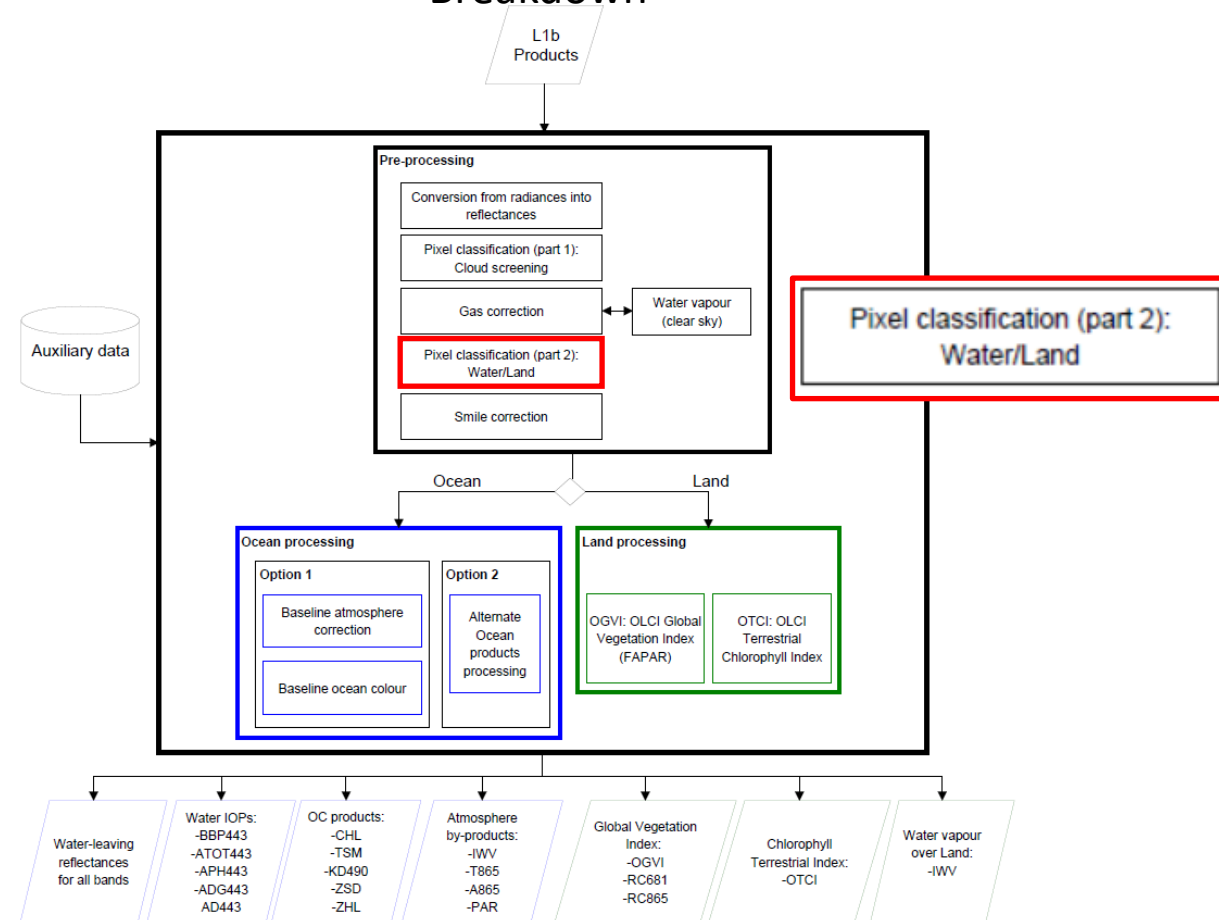 Breakdown
L1b
Products
Pre-processing
Conversion from radiances into
reflectances
Pixel classification (part 1):
Cloud screening
Gas correction
Water vapour
(clear sky)
Pixel classification (part 2):
Water/Land
Smile correction
Pixel classification (part 2):
Water/Land
Auxiliary data
Ocean
Land
Ocean processing
Option 1
Baseline atmosphere
correction
Baseline ocean colour
Option 2
Alternate
Ocean
products
processing
Land processing
OGVI: OLCI Global
Vegetation Index
(FAPAR)
OTCI: OLCI
Terrestrial
Chlorophyll Index
Water-leaving
reflectances
for all bands
Water IOPs:
-BBP443
-ATOT443
-APH443
-ADG443
AD443
OC products:
-CHL
-TSM
-KD490
-ZSD
-ZHL
Atmosphere
by-products:
-IWV
-T865
-A865
-PAR
Global Vegetation
Index:
-OGVI
-RC681
-RC865
Chlorophyll
Terrestrial Index:
-OTCI
Water vapour
over Land:
-IWV